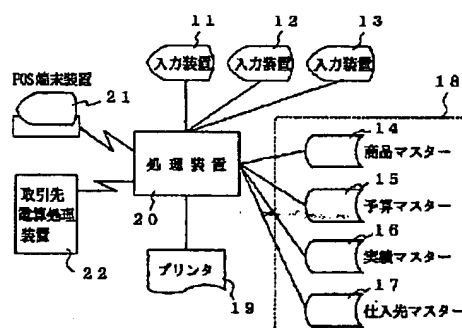 11
12
13
入力装置
入力装置
入力装置
POS端末装置
21
18
14
商品マスター
処理装置
20
15
予算マスター
取引先
電算処理
装置
22
16
実績マスター
プリンタ
19
17
仕入先マスター